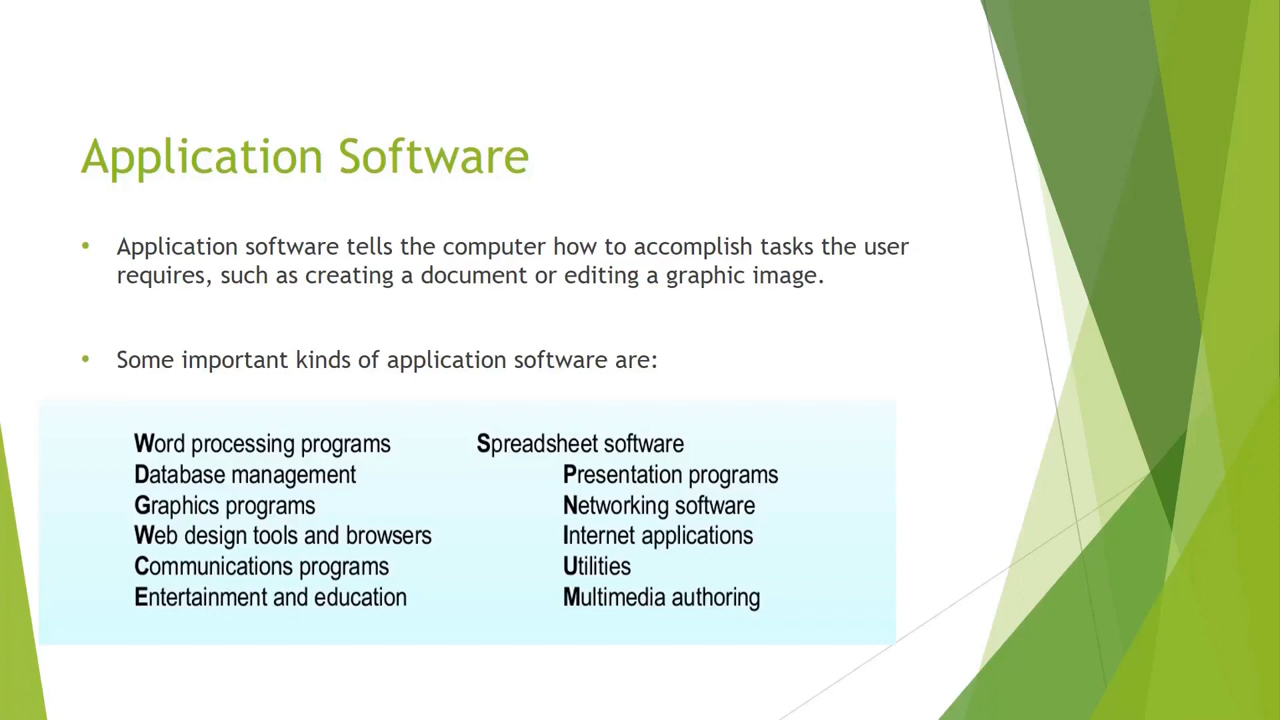 Application Software
• Application software tells the computer how to accomplish tasks the user
requires, such as creating a document or editing a graphic image.
• Some important kinds of application software are:
Word processing programs Spreadsheet software
Database management Presentation programs
Graphics programs Networking software
Web design tools and browsers Internet applications
Communications programs Utilities
Entertainment and education Multimedia authoring